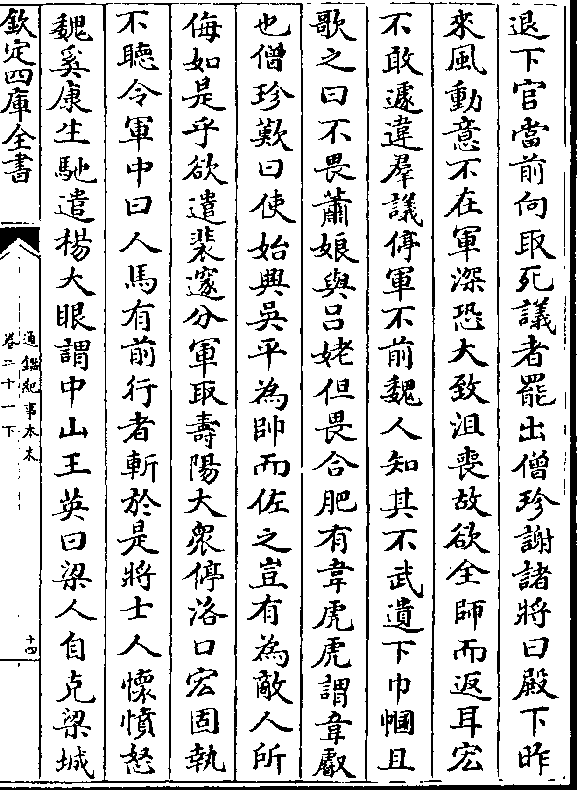 退下官當前向取死議者罷出僧珍謝諸將曰殿下昨
來風動意不在軍深恐大致沮喪故欲全師而返耳宏
不敢遽違羣議停軍不前魏人知其不武遺下巾幗且
歌之曰不畏蕭娘與呂姥但畏合肥有韋虎虎謂韋叡
也僧珍歎曰使始興吳平為帥而佐之豈有為敵人所
侮如是乎欲遣裴邃分軍取壽陽大衆停洛口宏固執
不聽令軍中曰人馬有前行者斬於是將士人懷憤怒
魏奚康生馳遣楊大眼謂中山王英曰梁人自克梁城
欽定四庫全書
通鑑紀事本末
卷二十一下
十四